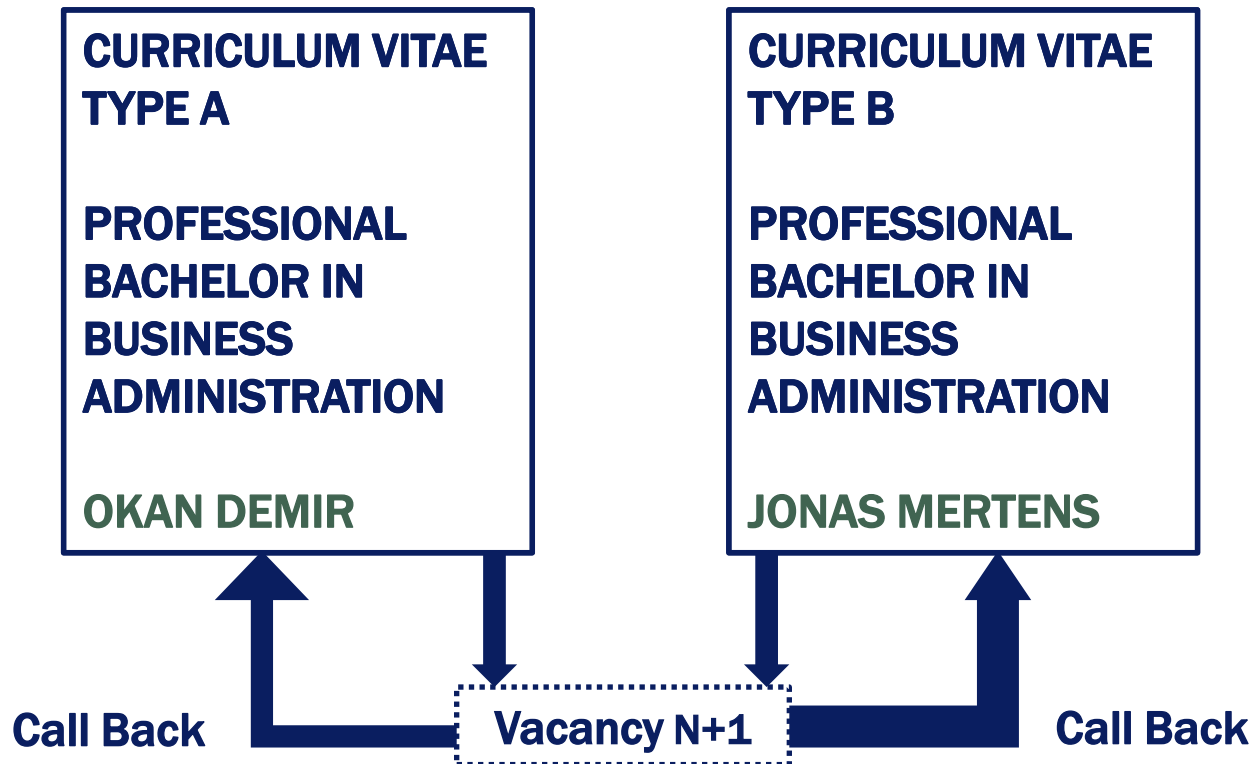 CURRICULUM VITAE
TYPE A
PROFESSIONAL
BACHELOR IN
BUSINESS
ADMINISTRATION
OKAN DEMIR
CURRICULUM VITAE
TYPE B
PROFESSIONAL
BACHELOR IN
BUSINESS
ADMINISTRATION
JONAS MERTENS
Call Back
Vacancy N+1
Call Back